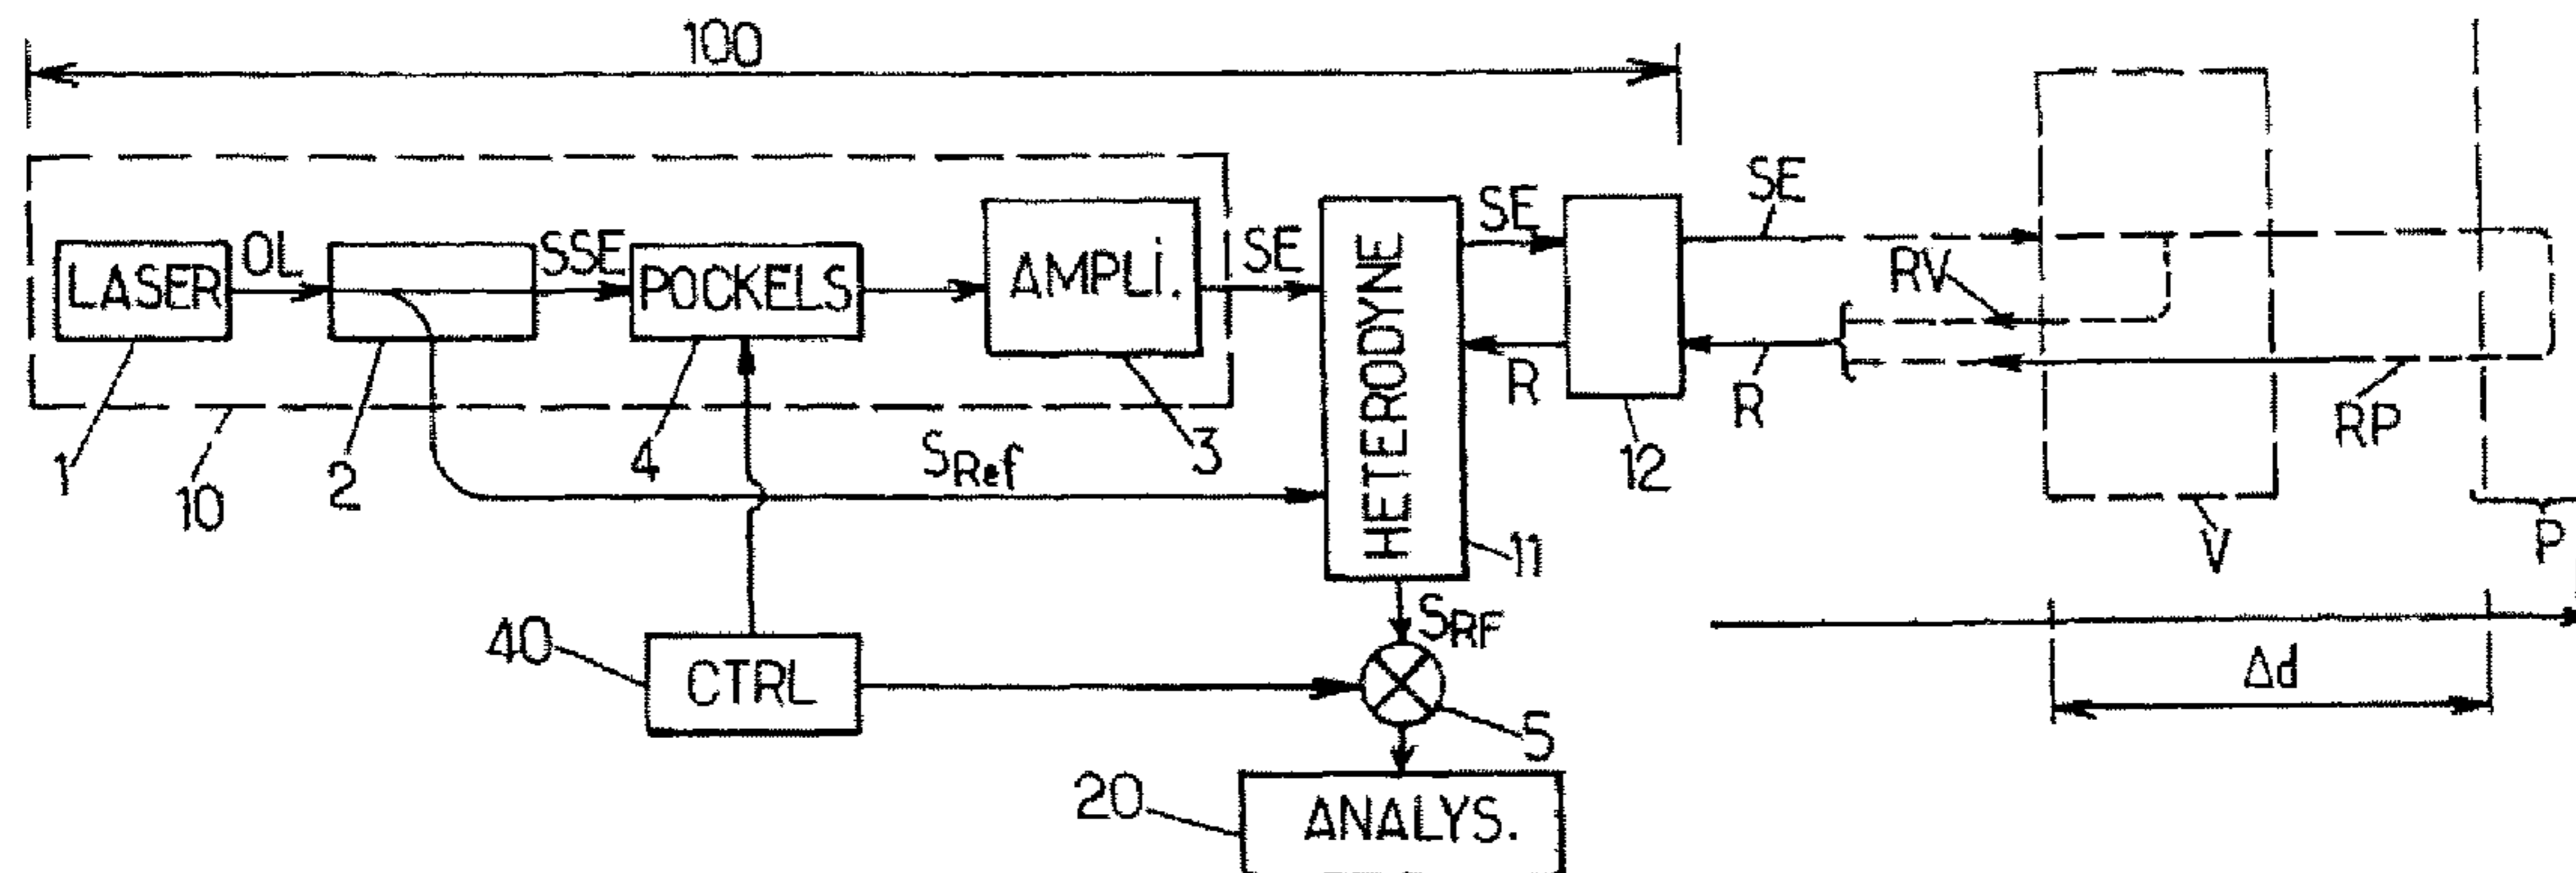 100
SE
OL
SSE
SE
SE
LASER
POCKELS
AMPLi.
HETERODYNE
RV
R
R
RP
1
10
2
4
SRef
3
12
11
V
P
40
CTRL
SRF
Δd
5
20
ANALYS.